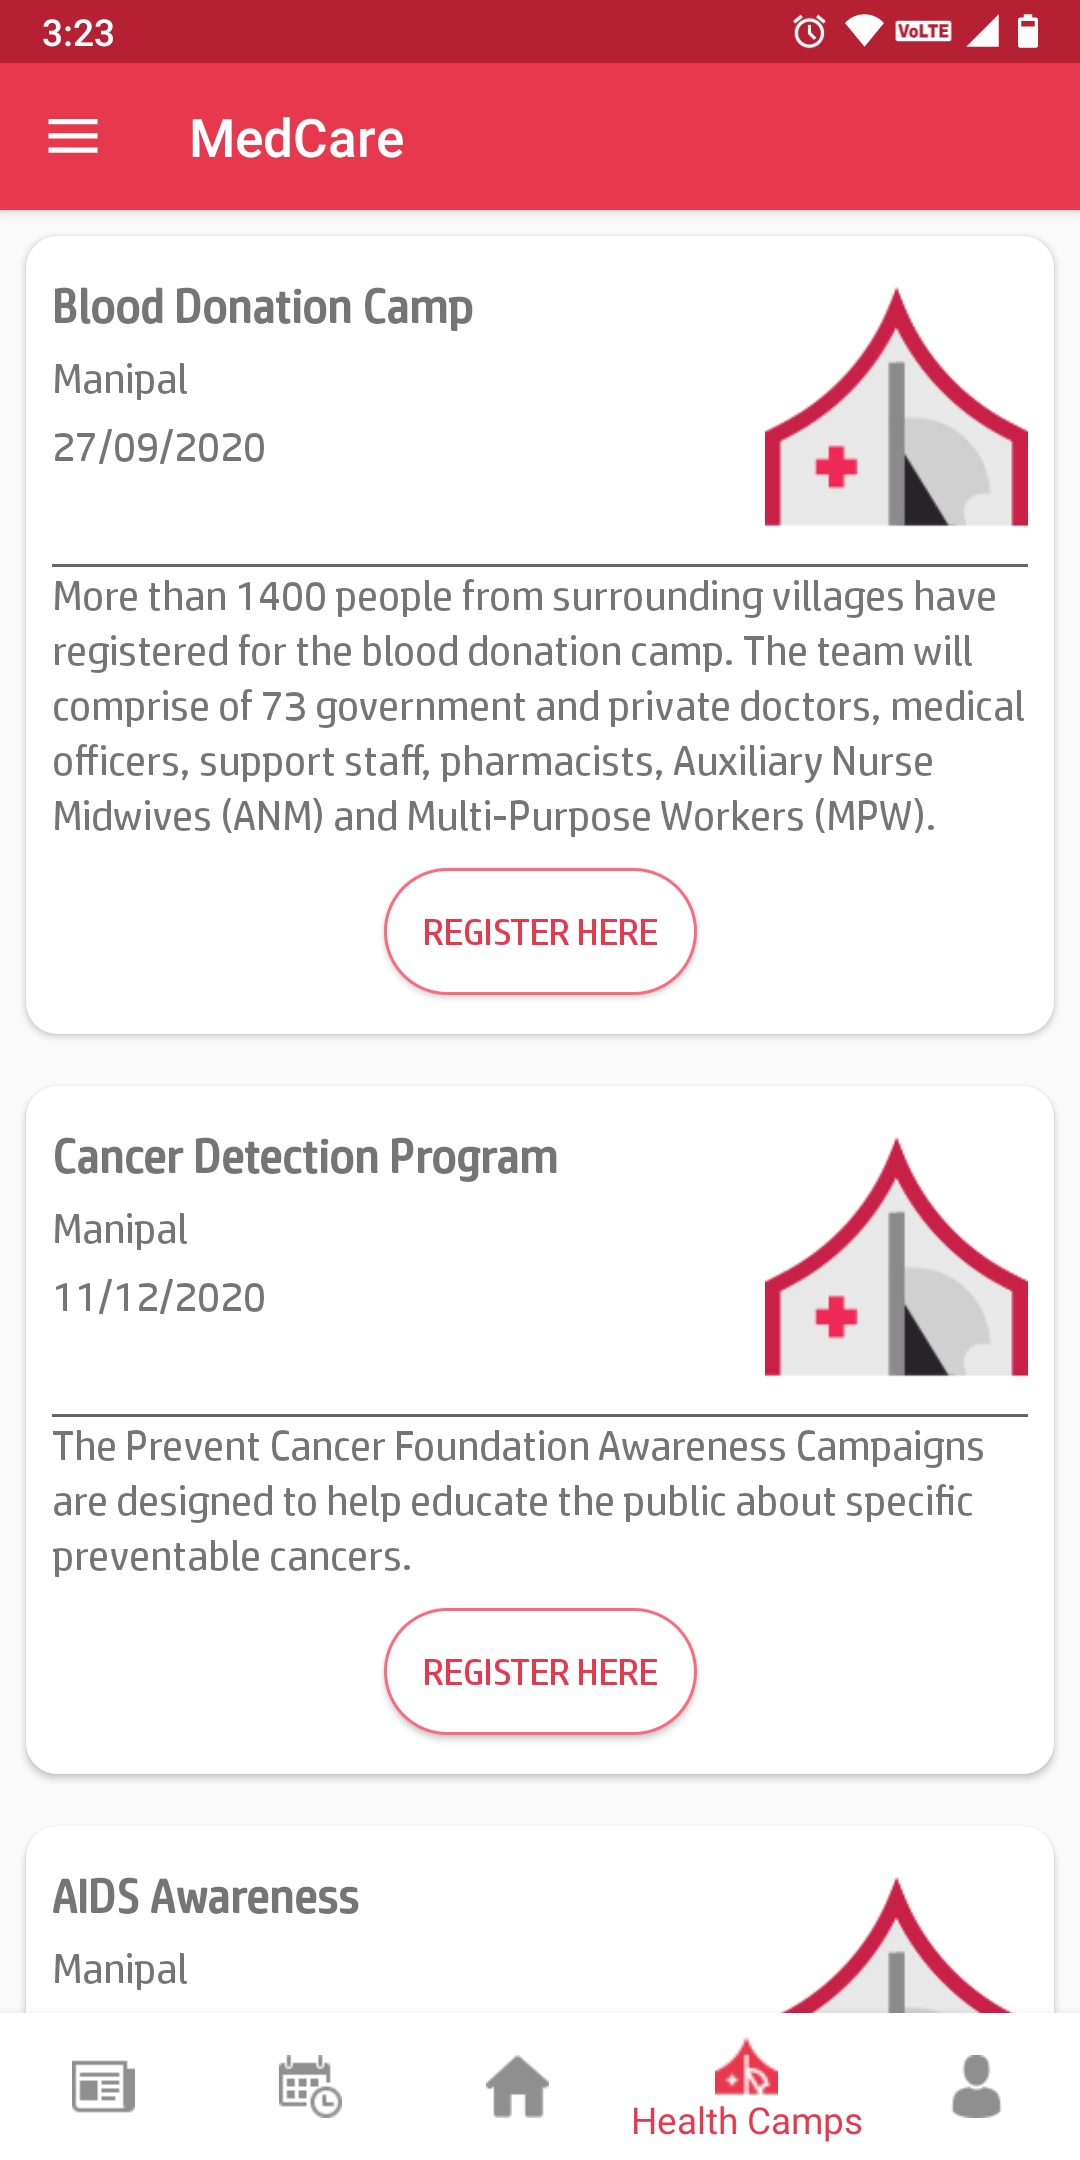 3:23
VoLTE
MedCare
Blood Donation Camp
Manipal
27/09/2020
More than 1400 people from surrounding villages have
registered for the blood donation camp. The team will
comprise of 73 government and private doctors, medical
officers, support staff, pharmacists, Auxiliary Nurse
Midwives (ANM) and Multi-Purpose Workers (MPW).
REGISTER HERE
Cancer Detection Program
Manipal
11/12/2020
The Prevent Cancer Foundation Awareness Campaigns
are designed to help educate the public about specific
preventable cancers.
REGISTER HERE
AIDS Awareness
Manipal
Health Camps